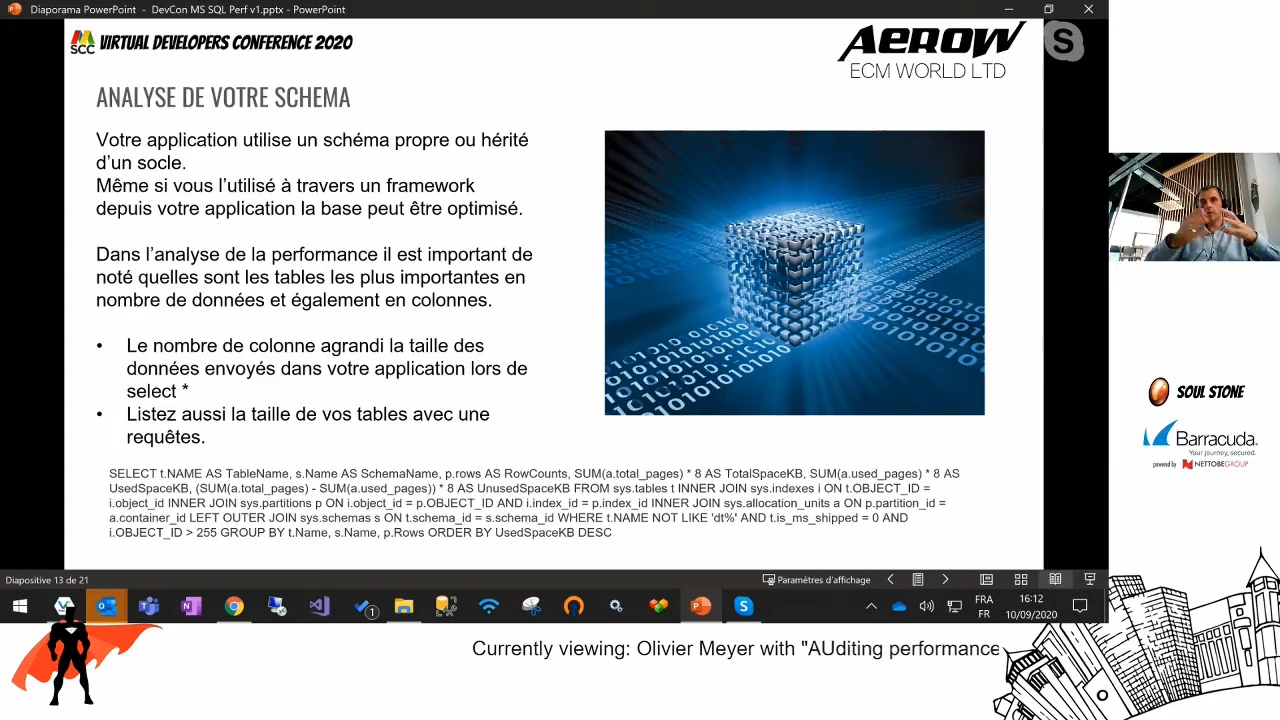 Diaporama PowerPoint - DevCon MS SQL Perf v1.pptx - PowerPoint
SCC VIRTUAL DEVELOPERS CONFERENCE 2020
AEROW
ECM WORLD LTD
S
ANALYSE DE VOTRE SCHEMA
Votre application utilise un schéma propre ou hérité
d’un socle.
Même si vous l’utilisé à travers un framework
depuis votre application la base peut être optimisé.
Dans l’analyse de la performance il est important de
noté quelles sont les tables les plus importantes en
nombre de données et également en colonnes.
• Le nombre de colonne agrandi la taille des
données envoyés dans votre application lors de
select *
• Listez aussi la taille de vos tables avec une
requêtes.
SELECT t.NAME AS TableName, s.Name AS SchemaName, p.rows AS RowCounts, SUM(a.total_pages) * 8 AS TotalSpaceKB, SUM(a.used_pages) * 8 AS
UsedSpaceKB, (SUM(a.total_pages) - SUM(a.used_pages)) * 8 AS UnusedSpaceKB FROM sys.tables t INNER JOIN sys.indexes i ON t.OBJECT_ID =
i.object_id INNER JOIN sys.partitions p ON i.object_id = p.OBJECT_ID AND i.index_id = p.index_id INNER JOIN sys.allocation_units a ON p.partition_id =
a.container_id LEFT OUTER JOIN sys.schemas s ON t.schema_id = s.schema_id WHERE t.NAME NOT LIKE 'dt%' AND t.is_ms_shipped = 0 AND
i.OBJECT_ID > 255 GROUP BY t.Name, s.Name, p.Rows ORDER BY UsedSpaceKB DESC
SOUL STONE
Barracuda.
Your journey, secured.
powered by NETTOBEGROUP
Diapositive 13 de 21
Paramètres d'affichage
1
FRA
FR
16:12
10/09/2020
Currently viewing: Olivier Meyer with "AUditing performance